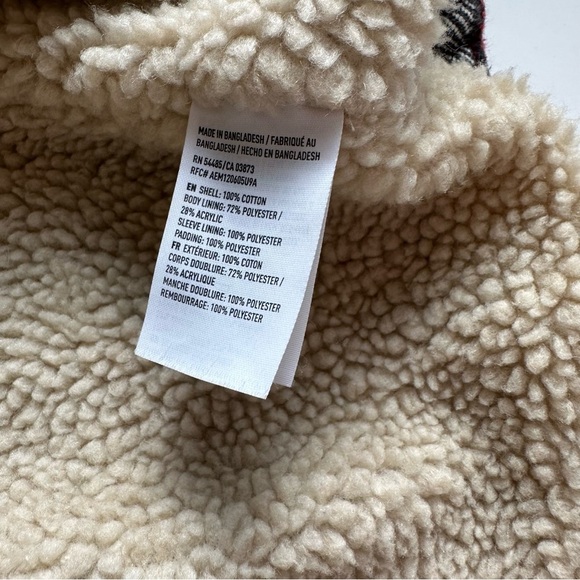 MADE IN BANGLADESH / FABRIQUÉ AU
BANGLADESH / HECHO EN BANGLADESH
RN 54485/CA 03873
RFC# AEM120605U9A
EN SHELL: 100% COTTON
BODY LINING: 72% POLYESTER /
28% ACRYLIC
SLEEVE LINING: 100% POLYESTER
PADDING: 100% POLYESTER
FR EXTÉRIEUR: 100% COTON
CORPS DOUBLURE: 72% POLYESTER /
28% ACRYLIQUE
MANCHE DOUBLURE: 100% POLYESTER
REMBOURRAGE: 100% POLYESTER